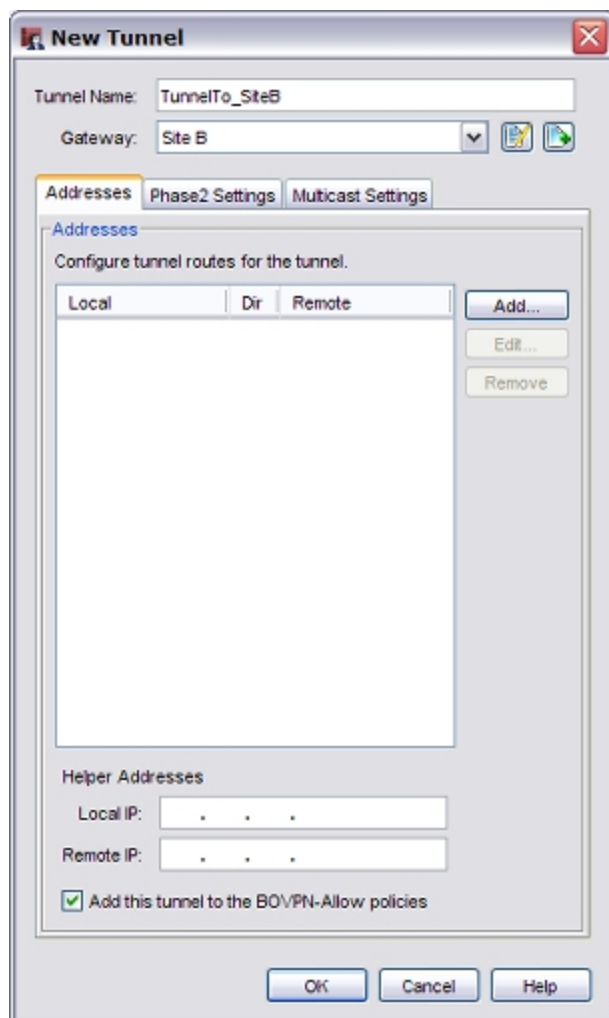 New Tunnel
Tunnel Name: TunnelTo_SiteB
Gateway: Site B
Addresses Phase2 Settings Multicast Settings
Addresses
Configure tunnel routes for the tunnel.
Local Dir Remote
Add...
Edit...
Remove
Helper Addresses
Local IP: . . .
Remote IP: . . .
Add this tunnel to the BOVPN-Allow policies
OK Cancel Help